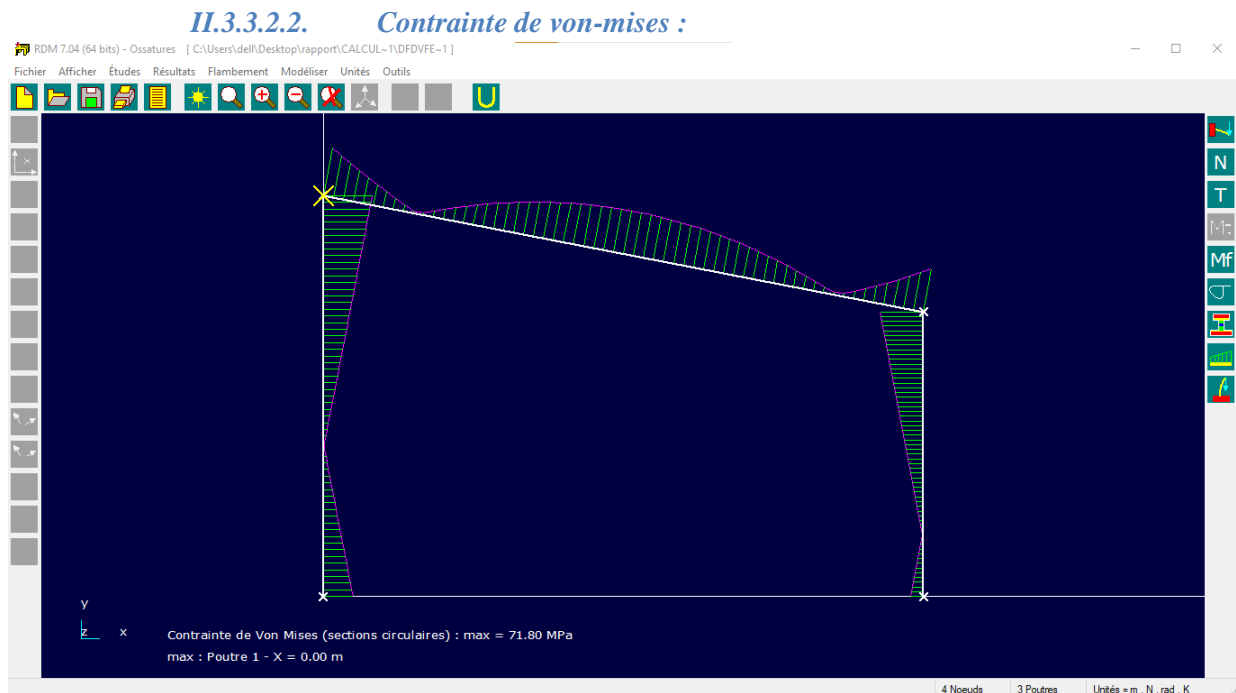 II.3.3.2.2. Contrainte de von-mises :
RDM 7.04 (64 bits) - Ossatures [ C:\Users\dell\Desktop\rapport\CALCUL~1\DFDVFE~1 ]
Fichier Afficher Études Résultats Flambement Modéliser Unités Outils
N
T
Mf
y
z x
Contrainte de Von Mises (sections circulaires) : max = 71.80 MPa
max : Poutre 1 - X = 0.00 m
4 Noeuds 3 Poutres Unités = m . N . rad . K